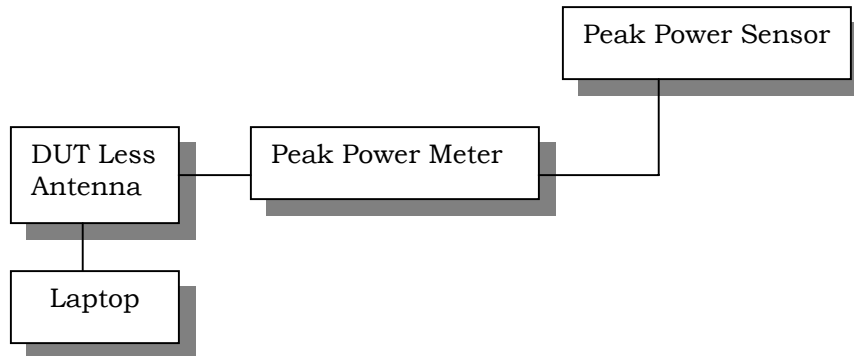 Peak Power Sensor
DUT Less
Antenna
Peak Power Meter
Laptop